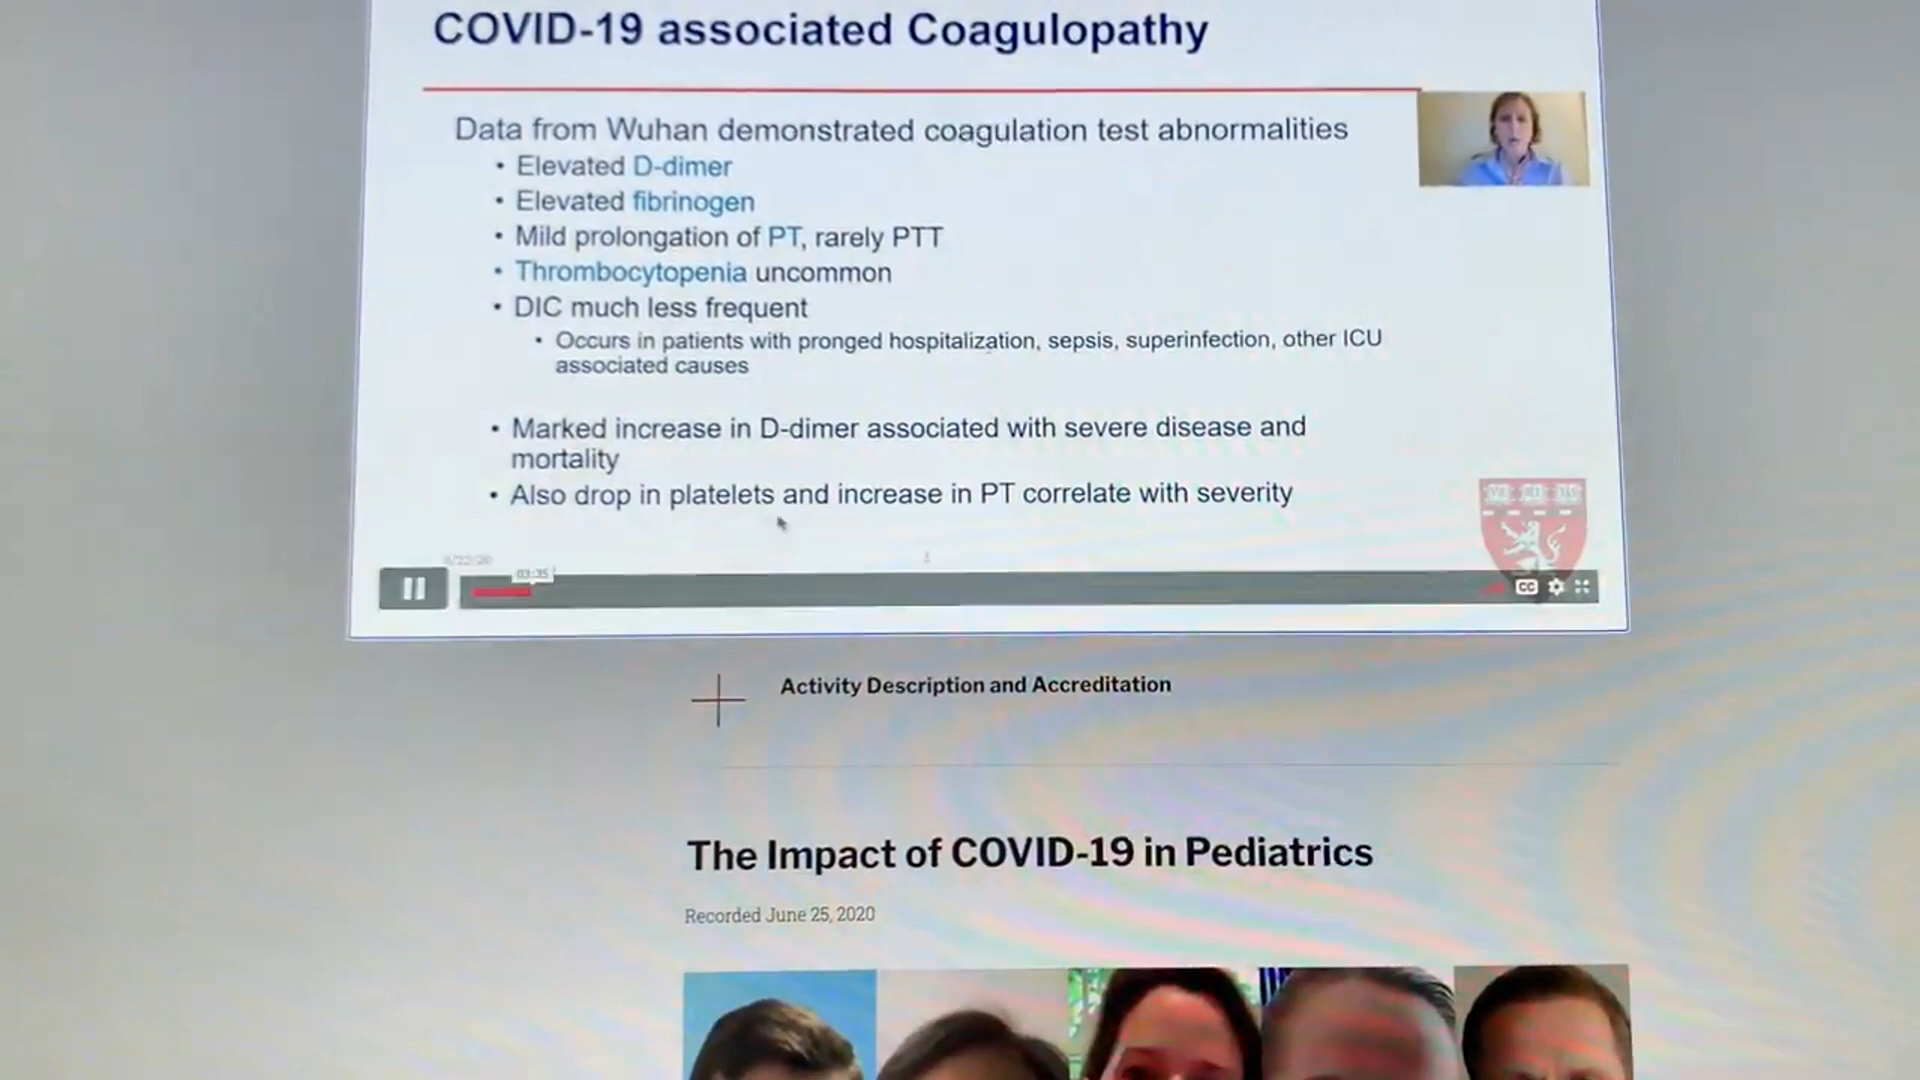 COVID-19 associated Coagulopathy
Data from Wuhan demonstrated coagulation test abnormalities
• Elevated D-dimer
• Elevated fibrinogen
• Mild prolongation of PT, rarely PTT
• Thrombocytopenia uncommon
• DIC much less frequent
• Occurs in patients with pronged hospitalization, sepsis, superinfection, other ICU
associated causes
• Marked increase in D-dimer associated with severe disease and
mortality
• Also drop in platelets and increase in PT correlate with severity
03:35
CC
Activity Description and Accreditation
The Impact of COVID-19 in Pediatrics
Recorded June 25, 2020